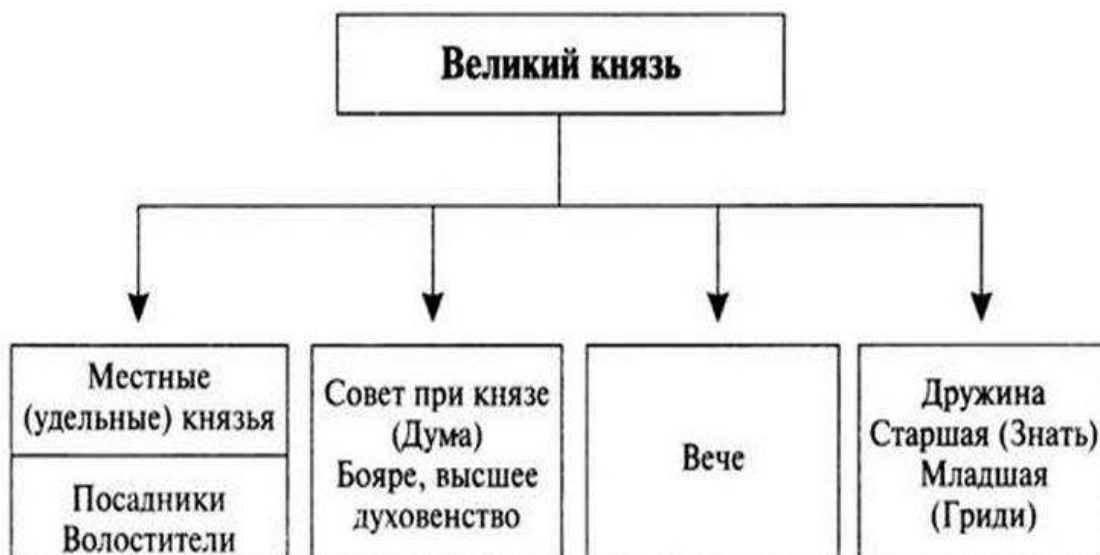 Великий князь
Местные
(удельные) князья
Посадники
Волостители
Совет при князе
(Дума)
Бояре, высшее
духовенство
Вече
Дружина
Старшая (Знать)
Младшая
(Гриди)